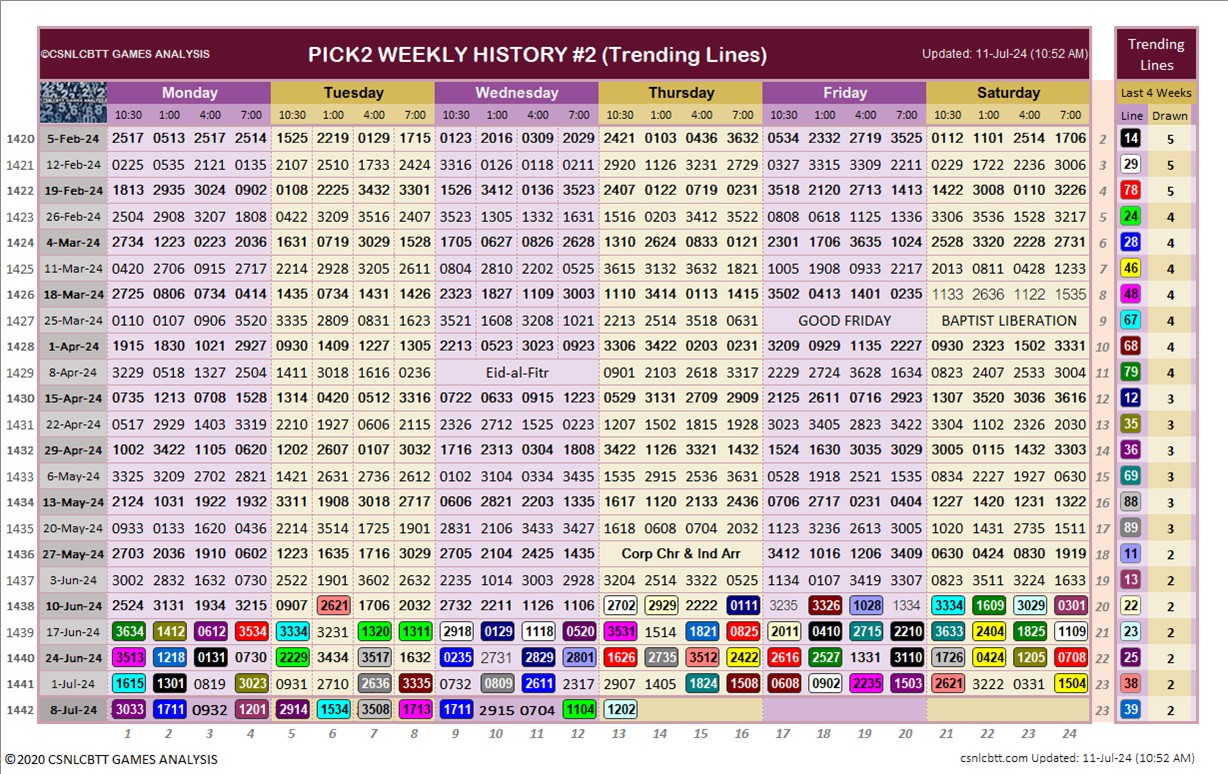 ©CSNLCBTT GAMES ANALYSIS PICK2 WEEKLY HISTORY #2 (Trending Lines) Updated: 11-Jul-24 (10:52 AM)
Trending Lines
Monday Tuesday Wednesday Thursday Friday Saturday Last 4 Weeks
10:30 1:00 4:00 7:00 10:30 1:00 4:00 7:00 10:30 1:00 4:00 7:00 10:30 1:00 4:00 7:00 10:30 1:00 4:00 7:00 10:30 1:00 4:00 7:00 Line Drawn
1420 5-Feb-24 2517 0513 2517 2514 1525 2219 0129 1715 0123 2016 0309 2029 2421 0103 0436 3632 0534 2332 2719 3525 0112 1101 2514 1706 2 14 5
1421 12-Feb-24 0225 0535 2121 0135 2107 2510 1733 2424 3316 0126 0118 0211 2920 1126 3231 2729 0327 3315 3309 2211 0229 1722 2236 3006 3 29 5
1422 19-Feb-24 1813 2935 3024 0902 0108 2225 3432 3301 1526 3412 0136 3523 2407 0122 0719 0231 3518 2120 2713 1413 1422 3008 0110 3226 4 78 5
1423 26-Feb-24 2504 2908 3207 1808 0422 3209 3516 2407 3523 1305 1332 1631 1516 0203 3412 3522 0808 0618 1125 1336 3306 3536 1528 3217 5 24 4
1424 4-Mar-24 2734 1223 0223 2036 1631 0719 3029 1528 1705 0627 0826 2628 1310 2624 0833 0121 2301 1706 3635 1024 2528 3320 2228 2731 6 28 4
1425 11-Mar-24 0420 2706 0915 2717 2214 2928 3205 2611 0804 2810 2202 0525 3615 3132 3632 1821 1005 1908 0933 2217 2013 0811 0428 1233 7 46 4
1426 18-Mar-24 2725 0806 0734 0414 1435 0734 1431 1428 2323 1827 1109 3003 1110 3414 0113 1415 3502 0413 1401 0235 1133 2636 1122 1535 8 48 4
1427 25-Mar-24 0110 0107 0906 3520 3335 2809 0831 1623 3521 1608 3208 1021 2213 2514 3518 0631 GOOD FRIDAY BAPTIST LIBERATION 9 67 4
1428 1-Apr-24 1915 1830 1021 2927 0930 1409 1227 1303 2213 0523 3023 0923 3306 3422 0203 0231 3209 0929 1135 2227 0930 2323 1502 3331 10 68 4
1429 8-Apr-24 3229 0518 1327 2504 1411 3018 1616 0236 Eid-al-Fitr 0901 2103 2618 3317 2229 2724 3628 1634 0823 2407 2533 3004 11 79 4
1430 15-Apr-24 0735 1213 0708 1528 1314 0420 0512 3316 0722 0633 0915 1223 0529 3131 2709 2909 2125 2611 0716 2923 1307 3520 3036 3616 12 12 3
1431 22-Apr-24 0517 2929 1403 3319 2210 1927 0606 2115 2326 2712 1525 0223 1207 1502 1815 1928 3023 3405 2823 3422 3304 1102 2326 2030 13 35 3
1432 29-Apr-24 1002 3422 1105 0620 1202 2607 0107 3032 1716 2313 0304 1808 3422 1126 3321 1432 1524 1630 3035 3029 3005 0115 1432 3303 14 36 3
1433 6-May-24 3325 3209 2702 2821 1421 2631 2736 2616 0102 3104 0334 3435 1535 2915 2536 3631 0528 1918 2521 1535 0834 2227 1927 0630 15 69 3
1434 13-May-24 2124 1031 1922 1932 3311 1908 3018 2717 0606 2821 2203 1335 1617 1120 2133 2436 0706 2717 0231 0404 1227 1420 1231 1322 16 88 3
1435 20-May-24 0933 0133 1620 0436 2214 3514 1725 1901 2831 2106 3433 3427 1618 0608 0704 2032 1123 3236 2613 3005 1020 1431 2735 1511 17 89 3
1436 27-May-24 2703 2036 1910 0602 1223 1635 1716 3029 2705 2104 2425 1435 Corp Chr & Ind Arr 3412 1016 1206 3409 0630 0424 0830 1919 18 11 2
1437 3-Jun-24 3002 2832 1632 0730 2522 1901 3602 2632 2235 1014 3003 2928 3204 2514 3322 0525 1134 0107 3419 3307 0823 3511 3224 1633 19 13 2
1438 10-Jun-24 2524 3131 1934 3215 0907 2621 1706 2032 2732 2211 1126 1106 2702 2929 2222 0111 3235 3326 1028 1334 3334 1609 3029 0301 20 22 2
1439 17-Jun-24 3634 1412 0612 3534 3334 3231 1320 1311 2918 0129 1118 0520 3531 1514 1821 0825 2011 0410 2715 2210 3633 2404 1825 1109 21 23 2
1440 24-Jun-24 3513 1218 0131 0730 2229 3434 3517 1632 0235 2731 2829 2801 1626 2735 3512 2422 2616 2527 1331 3110 1726 0424 1205 0708 22 25 2
1441 1-Jul-24 1615 1301 0819 3023 0931 2710 2636 3335 0732 0809 2611 2317 2907 1405 1824 1508 0608 0902 2235 1503 2621 3222 0331 1504 23 38 2
1442 8-Jul-24 3033 1711 0932 1201 2914 1534 3508 1713 1711 2915 0704 1104 1202 23 39 2
1 2 3 4 5 6 7 8 9 10 11 12 13 14 15 16 17 18 19 20 21 22 23 24
©2020 CSNLCBTT GAMES ANALYSIS csnlcbtt.com Updated: 11-Jul-24 (10:52 AM)